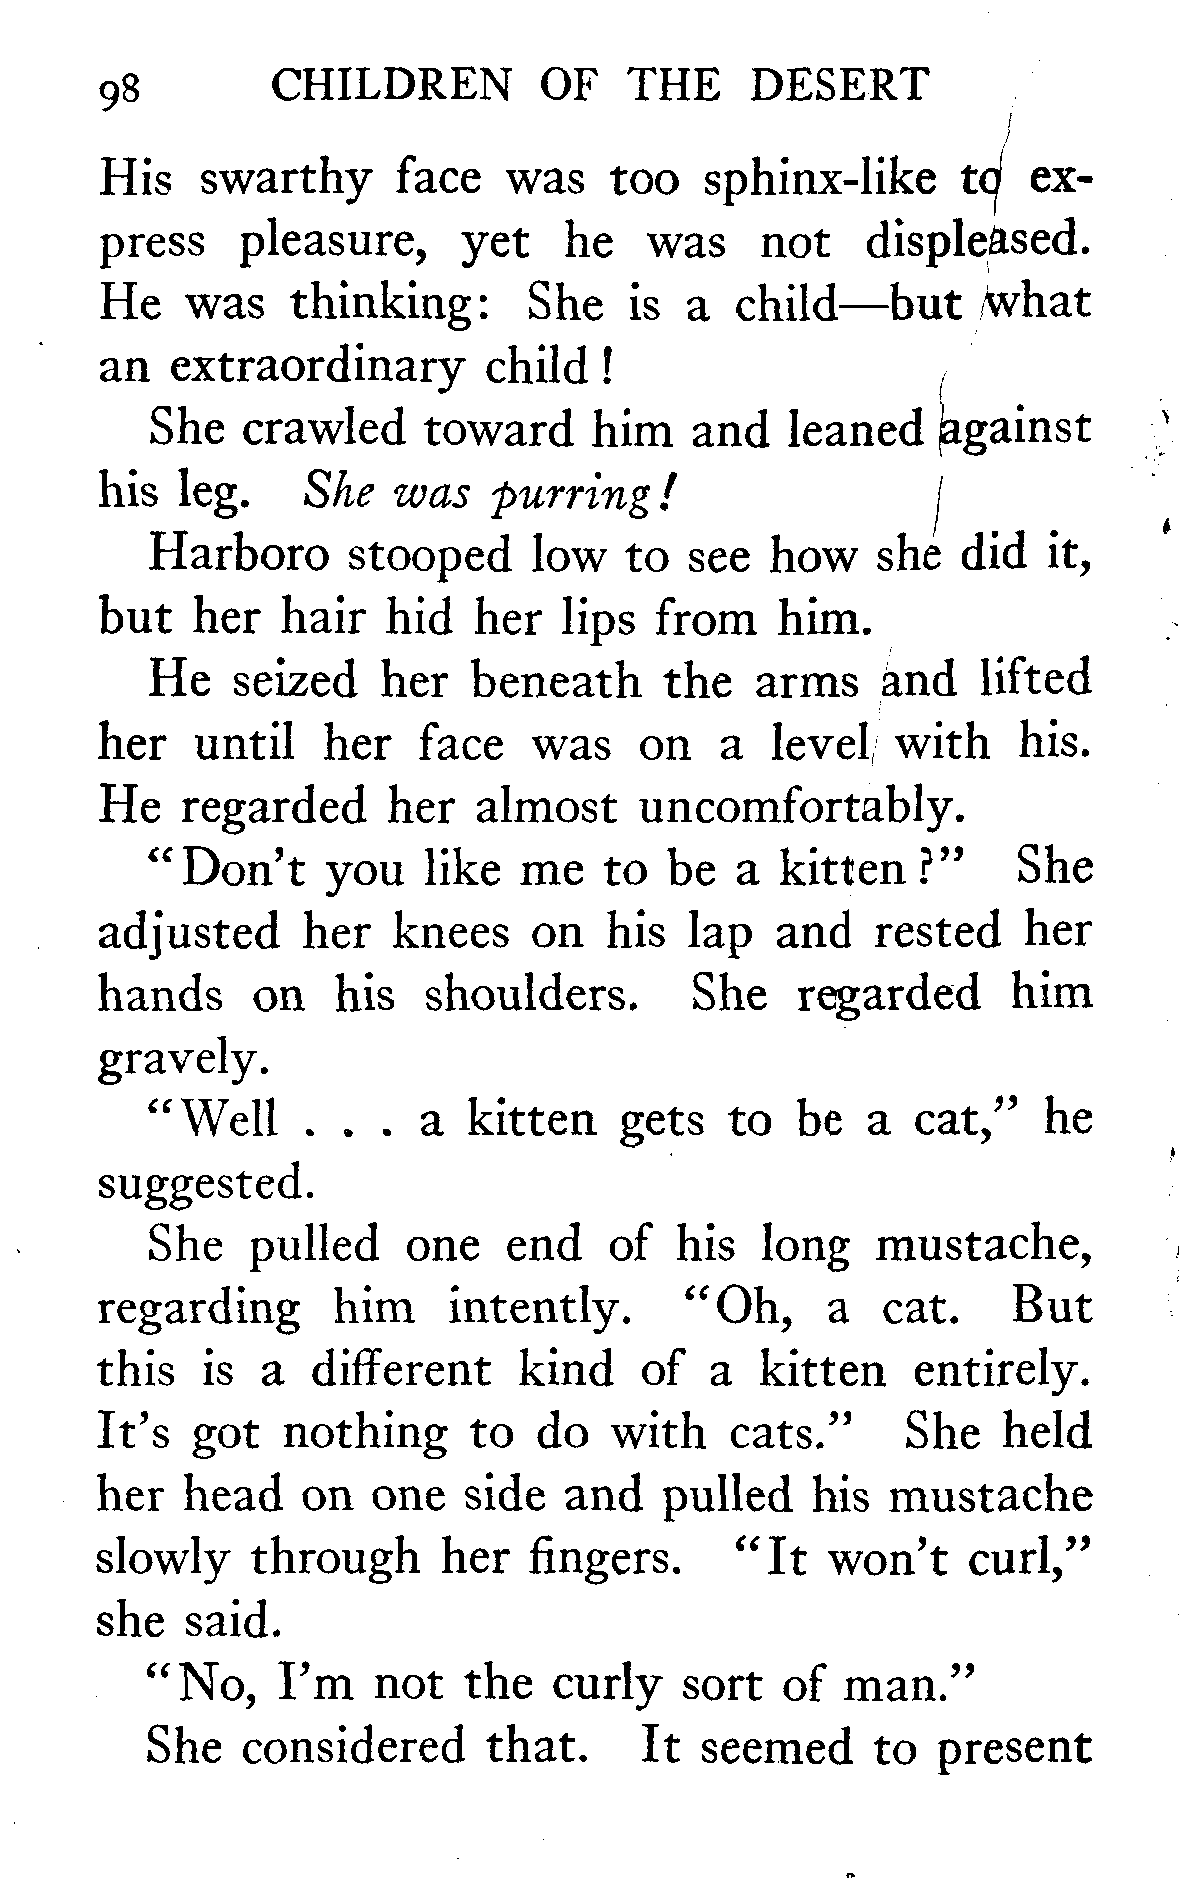 98 CHILDREN OF THE DESERT
His swarthy face was too sphinx-like to ex-
press pleasure, yet he was not displeased.
He was thinking: She is a child—but what
an extraordinary child!
She crawled toward him and leaned against
his leg. She was purring!
Harboro stooped low to see how she did it,
but her hair hid her lips from him.
He seized her beneath the arms and lifted
her until her face was on a level with his.
He regarded her almost uncomfortably.
"Don't you like me to be a kitten?" She
adjusted her knees on his lap and rested her
hands on his shoulders. She regarded him
gravely.
"Well . . . a kitten gets to be a cat," he
suggested.
She pulled one end of his long mustache,
regarding him intently. "Oh, a cat. But
this is a different kind of a kitten entirely.
It's got nothing to do with cats." She held
her head on one side and pulled his mustache
slowly through her fingers. "It won't curl,"
she said.
"No, I'm not the curly sort of man."
She considered that. It seemed to present